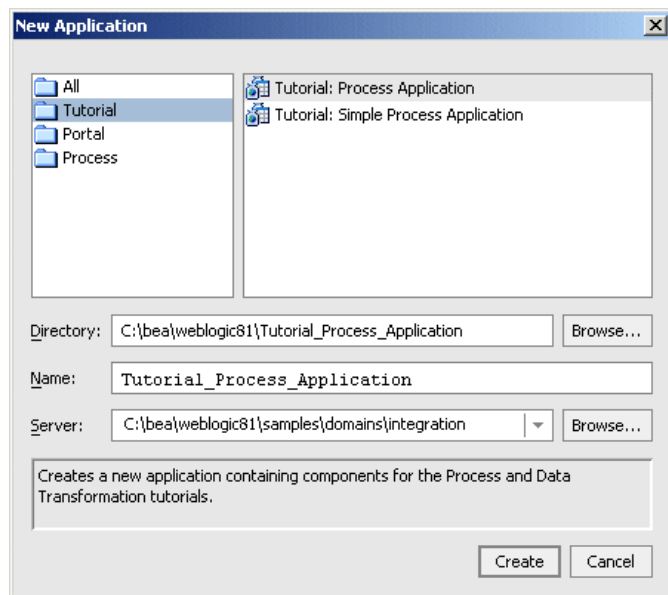 New Application
All
Tutorial
Portal
Process
Tutorial: Process Application
Tutorial: Simple Process Application
Directory: C:\bea\weblogic81\Tutorial_Process_Application Browse...
Name: Tutorial_Process_Application
Server: C:\bea\weblogic81\samples\domains\integration Browse...
Creates a new application containing components for the Process and Data
Transformation tutorials.
Create Cancel